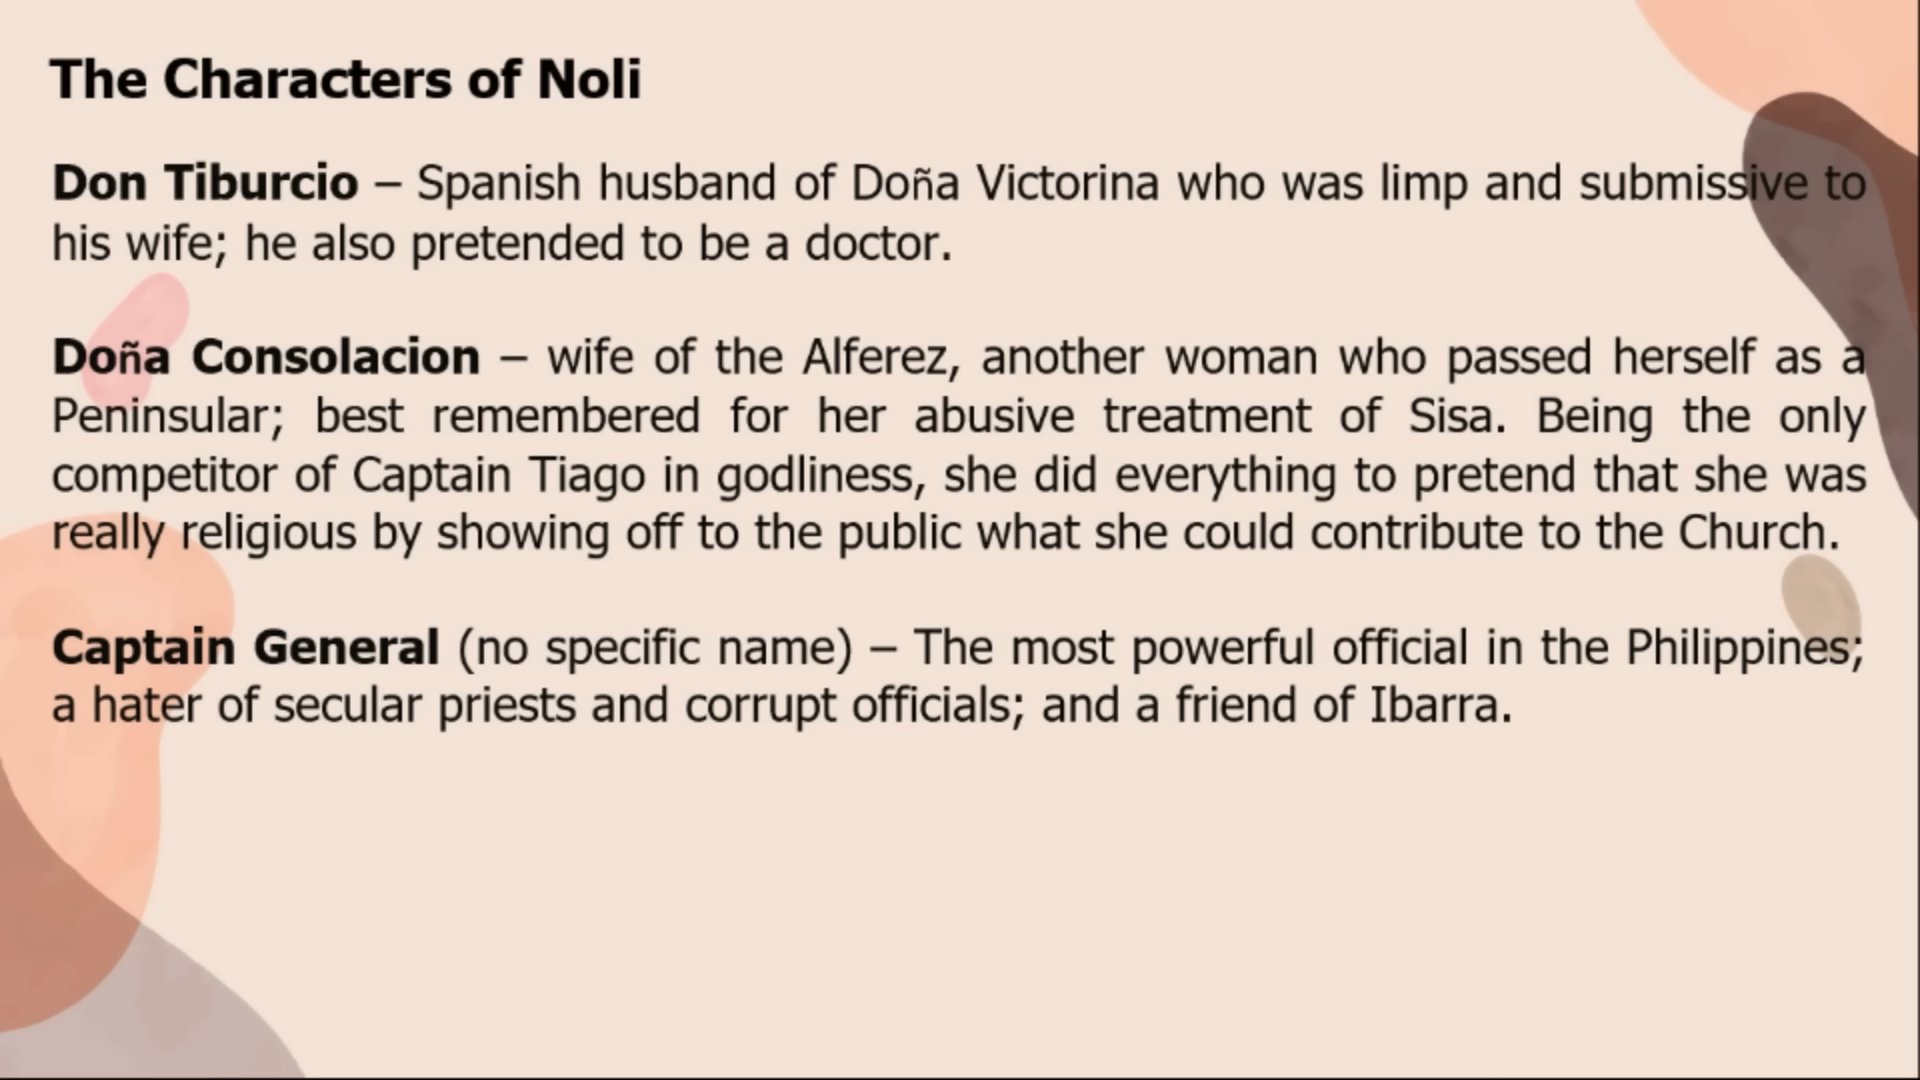 The Characters of Noli
Don Tiburcio – Spanish husband of Doña Victorina who was limp and submissive to
his wife; he also pretended to be a doctor.
Doña Consolacion – wife of the Alferez, another woman who passed herself as a
Peninsular; best remembered for her abusive treatment of Sisa. Being the only
competitor of Captain Tiago in godliness, she did everything to pretend that she was
really religious by showing off to the public what she could contribute to the Church.
Captain General (no specific name) – The most powerful official in the Philippines;
a hater of secular priests and corrupt officials; and a friend of Ibarra.